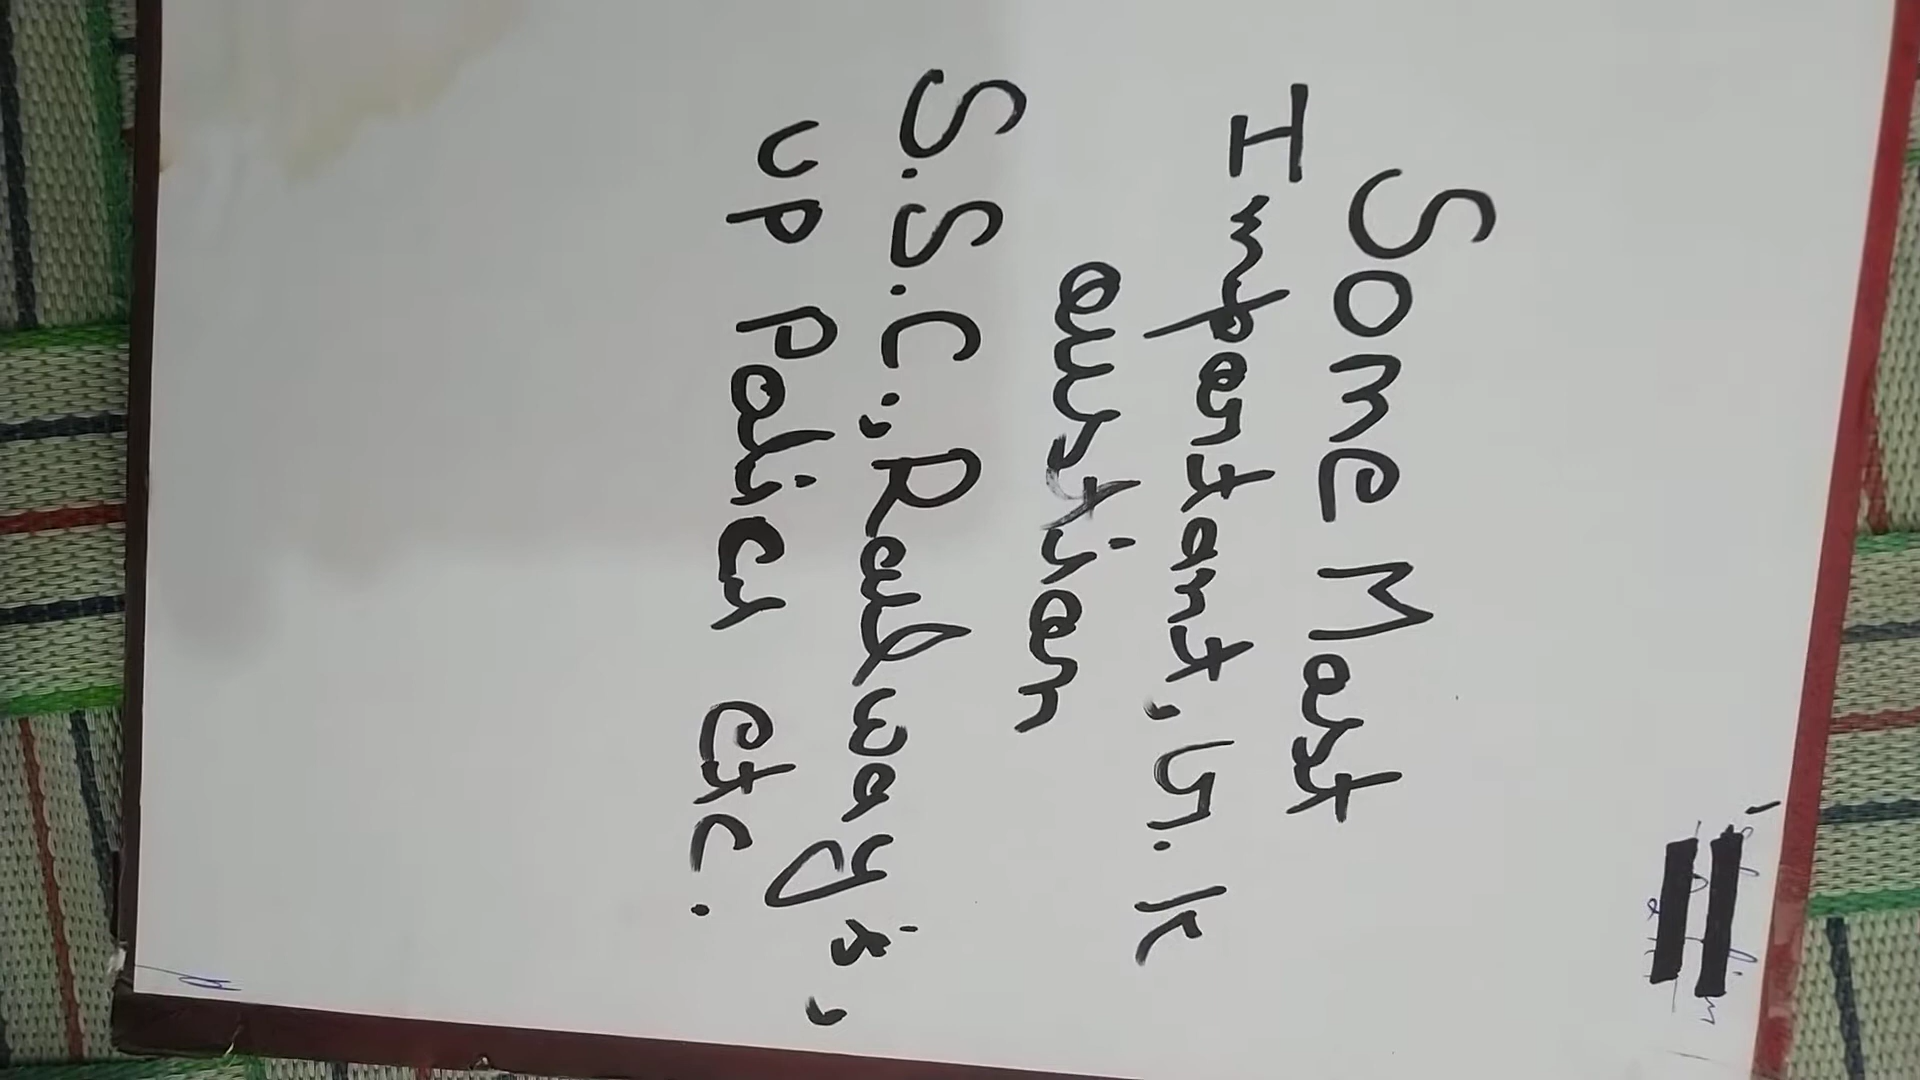 Some Most
Important, G.K
question
S.S.C., Railway's,
UP Police etc.